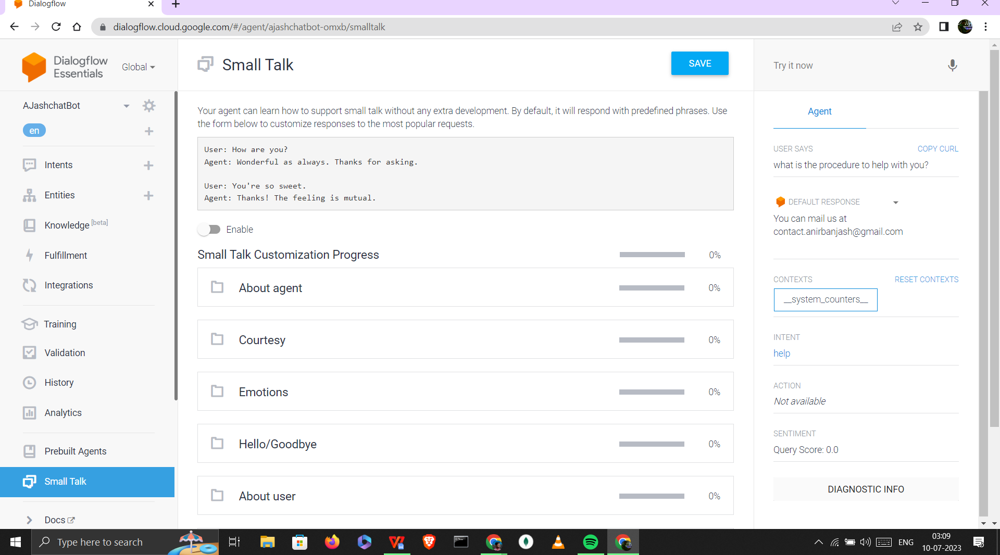 Dialogflow
dialogflow.cloud.google.com/#/agent/ajashchatbot-omxb/smalltalk
Dialogflow
Essentials
Global
AJashchatBot
en
Intents
Entities
Knowledge [beta]
Fulfillment
Integrations
Training
Validation
History
Analytics
Prebuilt Agents
Small Talk
Docs
Small Talk
SAVE
Your agent can learn how to support small talk without any extra development. By default, it will respond with predefined phrases. Use
the form below to customize responses to the most popular requests.
User: How are you?
Agent: Wonderful as always. Thanks for asking.
User: You're so sweet.
Agent: Thanks! The feeling is mutual.
Enable
Small Talk Customization Progress 0%
About agent 0%
Courtesy 0%
Emotions 0%
Hello/Goodbye 0%
About user 0%
Try it now
Agent
USER SAYS COPY CURL
what is the procedure to help with you?
DEFAULT RESPONSE
You can mail us at
contact.anirbanjash@gmail.com
CONTEXTS RESET CONTEXTS
__system_counters__
INTENT
help
ACTION
Not available
SENTIMENT
Query Score: 0.0
DIAGNOSTIC INFO
Type here to search
ENG
03:09
10-07-2023